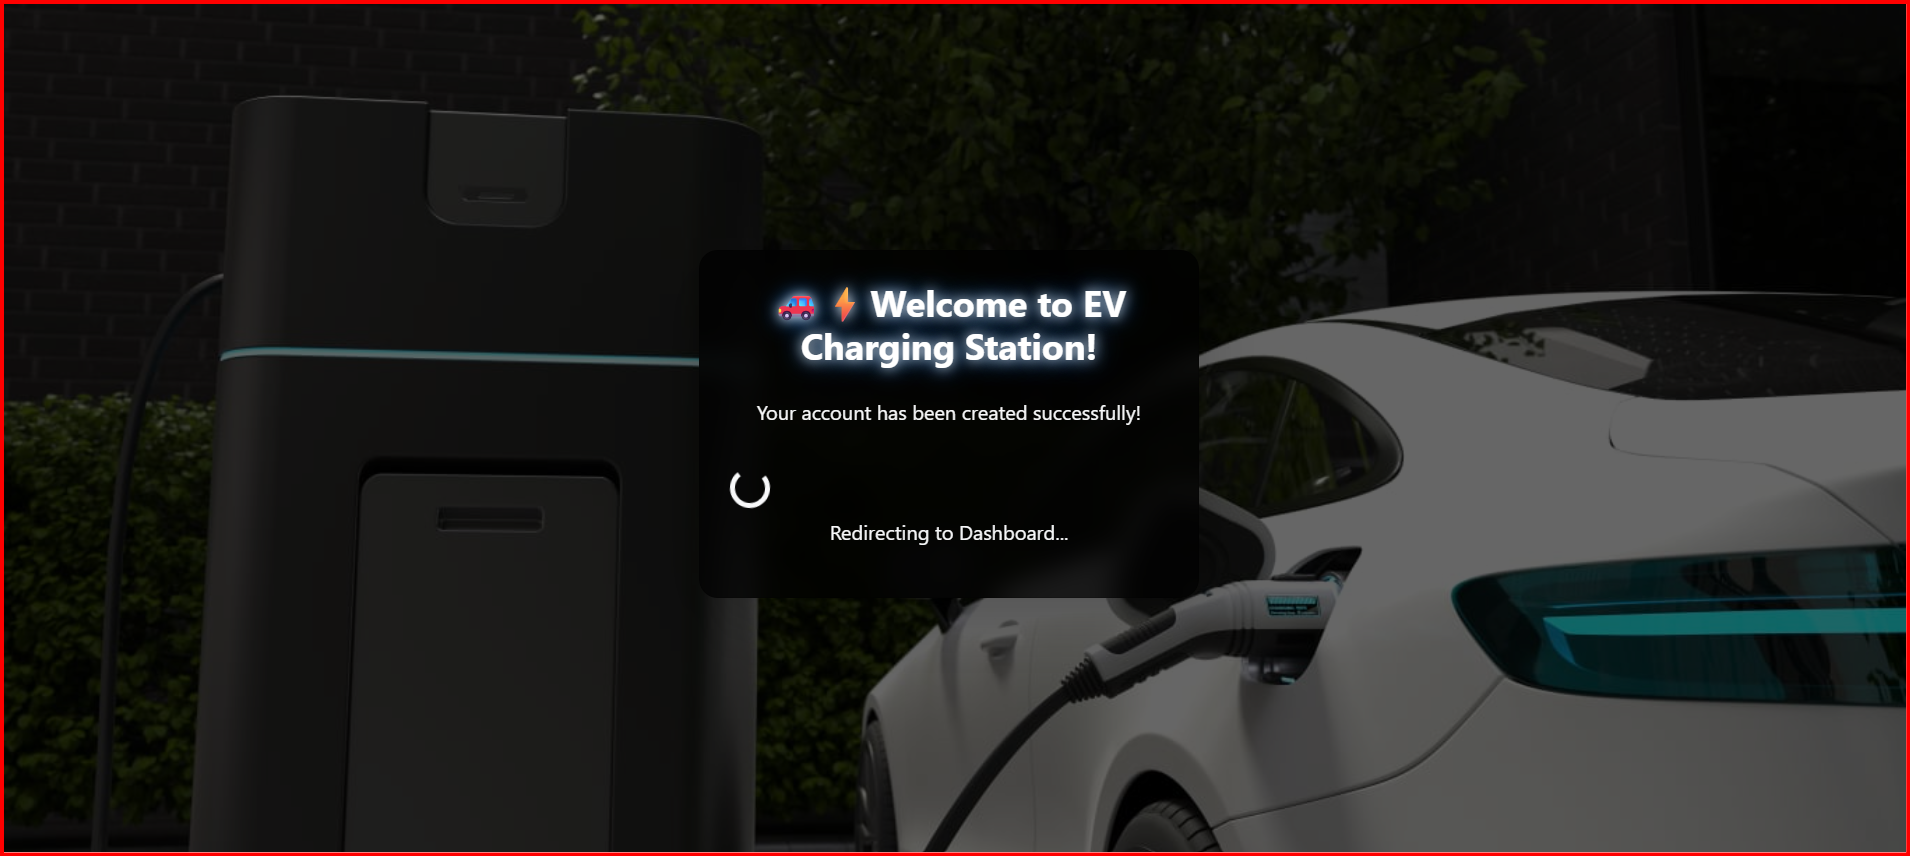 🚗⚡Welcome to EV
Charging Station!
Your account has been created successfully!
Redirecting to Dashboard...